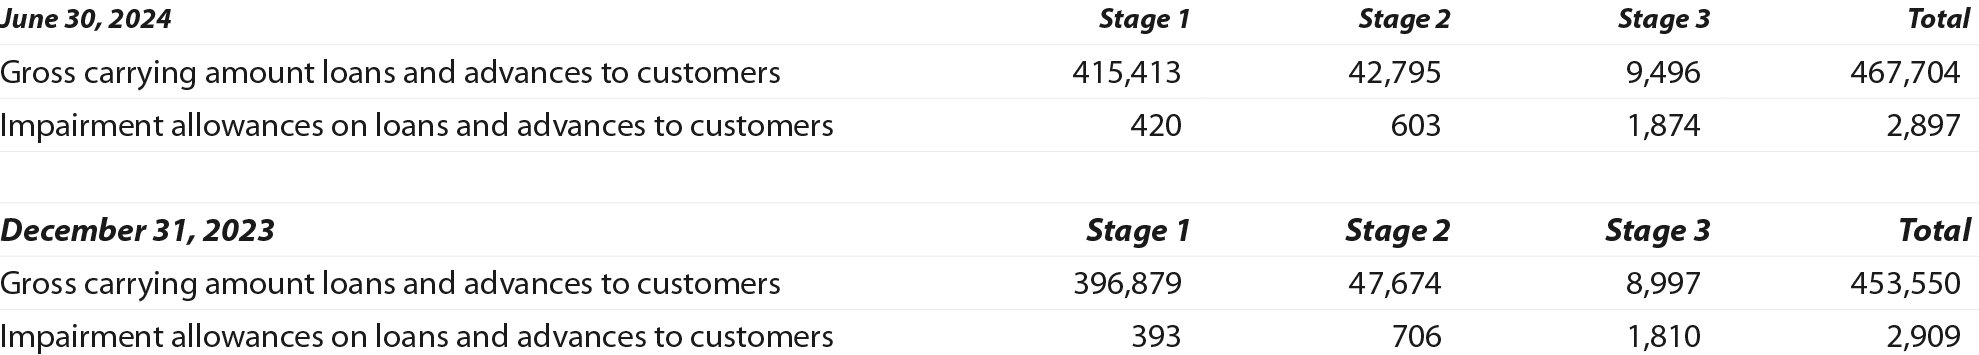 June 30, 2024 Stage 1 Stage 2 Stage 3 Total
Gross carrying amount loans and advances to customers 415,413 42,795 9,496 467,704
Impairment allowances on loans and advances to customers 420 603 1,874 2,897
December 31, 2023 Stage 1 Stage 2 Stage 3 Total
Gross carrying amount loans and advances to customers 396,879 47,674 8,997 453,550
Impairment allowances on loans and advances to customers 393 706 1,810 2,909